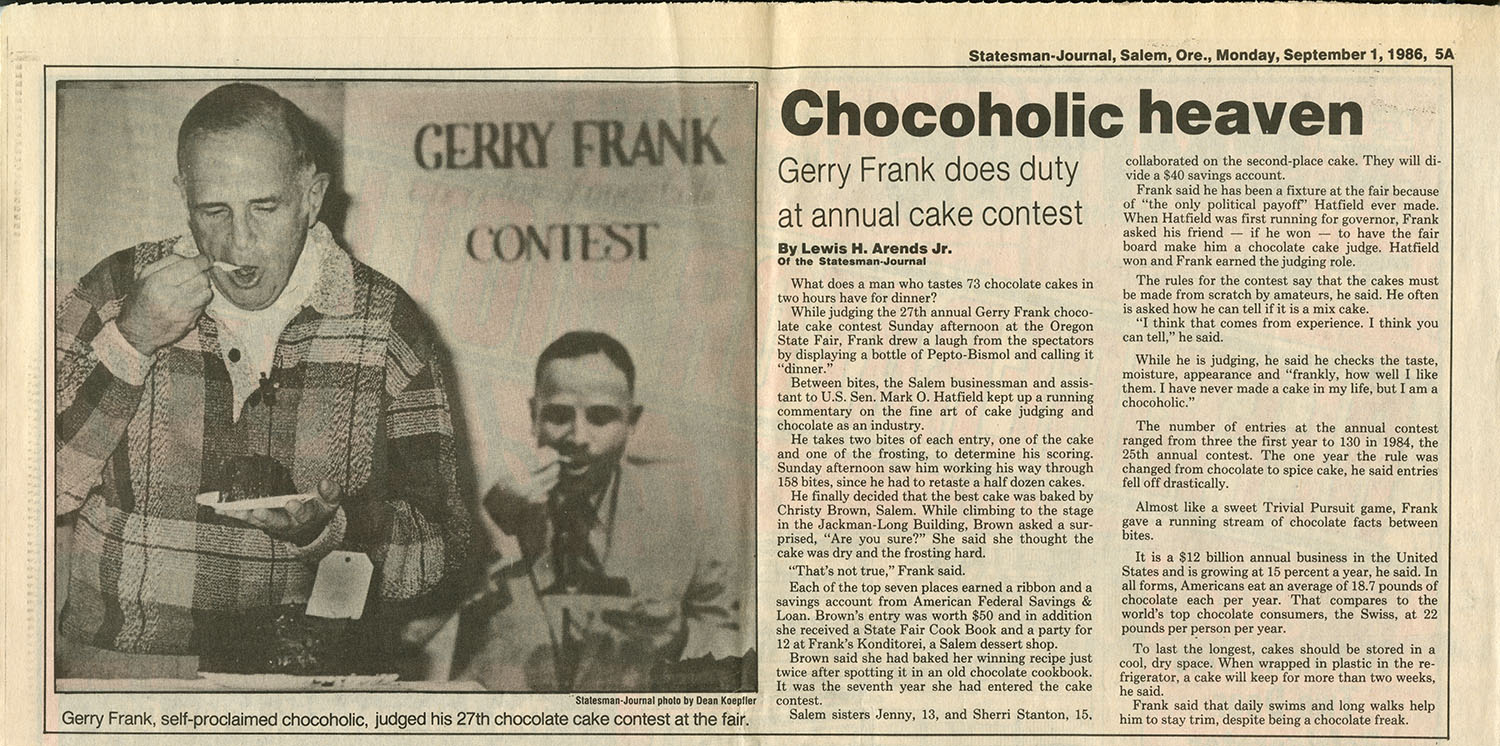 Statesman-Journal, Salem, Ore., Monday, September 1, 1986, 5A
GERRY FRANK
CONTEST
Statesman-Journal photo by Dean Koepfler
Gerry Frank, self-proclaimed chocoholic, judged his 27th chocolate cake contest at the fair.
Chocoholic heaven
Gerry Frank does duty
at annual cake contest
By Lewis H. Arends Jr.
Of the Statesman-Journal
What does a man who tastes 73 chocolate cakes in
two hours have for dinner?
While judging the 27th annual Gerry Frank choco-
late cake contest Sunday afternoon at the Oregon
State Fair, Frank drew a laugh from the spectators
by displaying a bottle of Pepto-Bismol and calling it
“dinner.”
Between bites, the Salem businessman and assis-
tant to U.S. Sen. Mark O. Hatfield kept up a running
commentary on the fine art of cake judging and
chocolate as an industry.
He takes two bites of each entry, one of the cake
and one of the frosting, to determine his scoring.
Sunday afternoon saw him working his way through
158 bites, since he had to retaste a half dozen cakes.
He finally decided that the best cake was baked by
Christy Brown, Salem. While climbing to the stage
in the Jackman-Long Building, Brown asked a sur-
prised, “Are you sure?” She said she thought the
cake was dry and the frosting hard.
“That’s not true,” Frank said.
Each of the top seven places earned a ribbon and a
savings account from American Federal Savings &
Loan. Brown’s entry was worth $50 and in addition
she received a State Fair Cook Book and a party for
12 at Frank’s Konditorei, a Salem dessert shop.
Brown said she had baked her winning recipe just
twice after spotting it in an old chocolate cookbook.
It was the seventh year she had entered the cake
contest.
Salem sisters Jenny, 13, and Sherri Stanton, 15,
collaborated on the second-place cake. They will di-
vide a $40 savings account.
Frank said he has been a fixture at the fair because
of “the only political payoff” Hatfield ever made.
When Hatfield was first running for governor, Frank
asked his friend — if he won — to have the fair
board make him a chocolate cake judge. Hatfield
won and Frank earned the judging role.
The rules for the contest say that the cakes must
be made from scratch by amateurs, he said. He often
is asked how he can tell if it is a mix cake.
“I think that comes from experience. I think you
can tell,” he said.
While he is judging, he said he checks the taste,
moisture, appearance and “frankly, how well I like
them. I have never made a cake in my life, but I am a
chocoholic.”
The number of entries at the annual contest
ranged from three the first year to 130 in 1984, the
25th annual contest. The one year the rule was
changed from chocolate to spice cake, he said entries
fell off drastically.
Almost like a sweet Trivial Pursuit game, Frank
gave a running stream of chocolate facts between
bites.
It is a $12 billion annual business in the United
States and is growing at 15 percent a year, he said. In
all forms, Americans eat an average of 18.7 pounds of
chocolate each per year. That compares to the
world’s top chocolate consumers, the Swiss, at 22
pounds per person per year.
To last the longest, cakes should be stored in a
cool, dry space. When wrapped in plastic in the re-
frigerator, a cake will keep for more than two weeks,
he said.
Frank said that daily swims and long walks help
him to stay trim, despite being a chocolate freak.